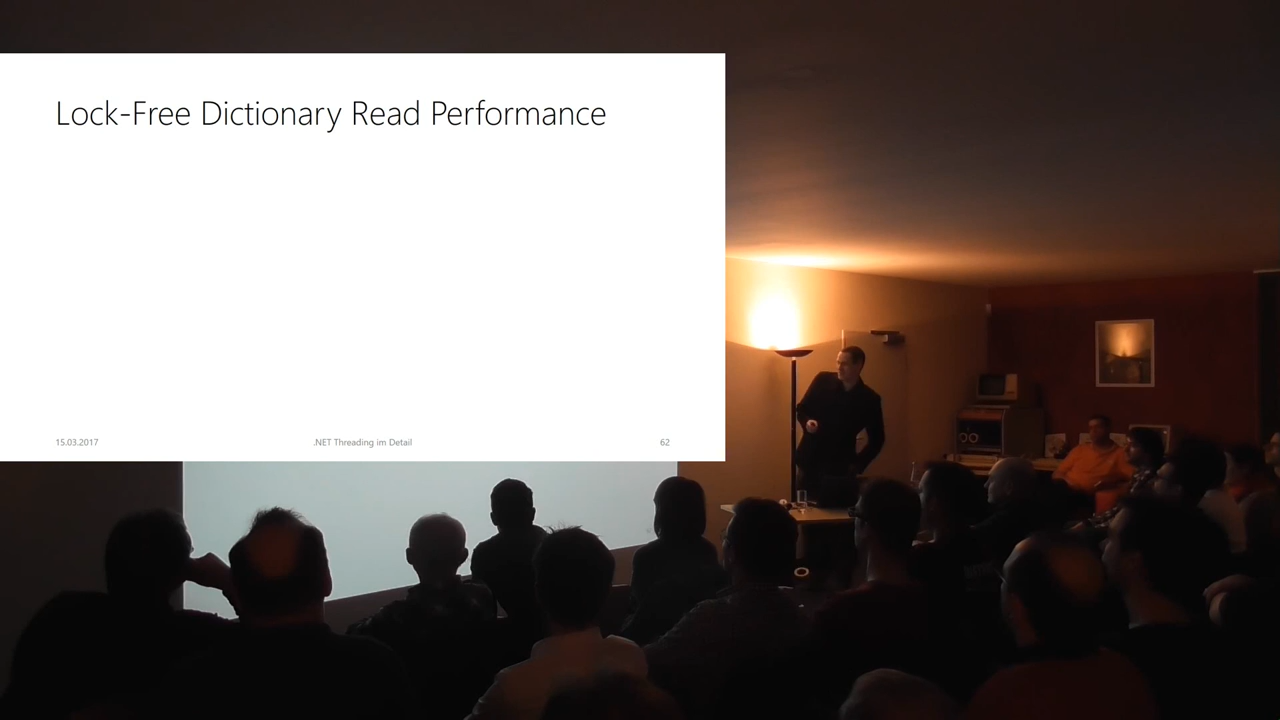 Lock-Free Dictionary Read Performance
15.03.2017
.NET Threading im Detail
62